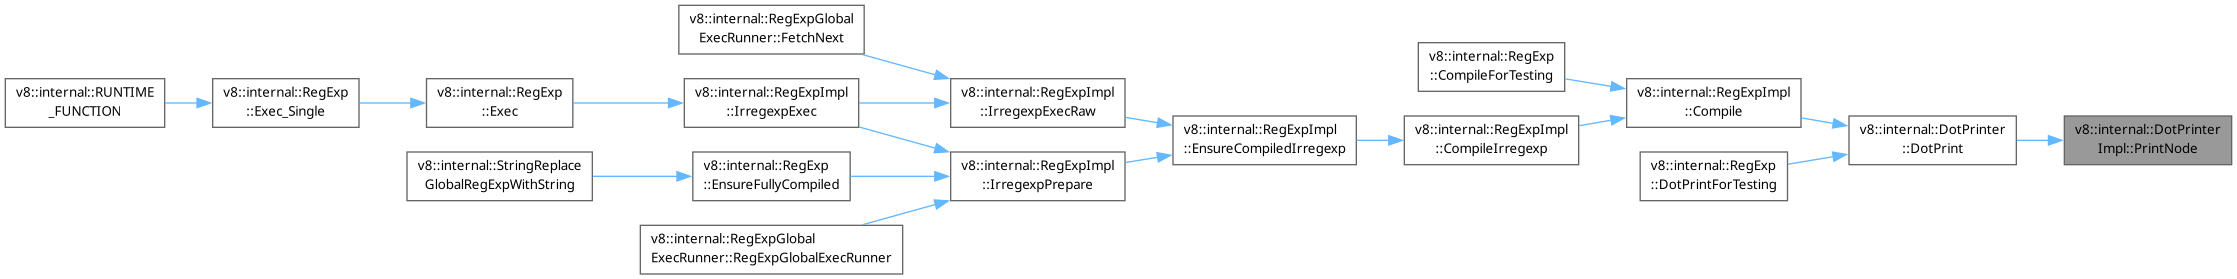 v8::internal::RUNTIME
_FUNCTION
v8::internal::RegExp
::Exec_Single
v8::internal::RegExp
::Exec
v8::internal::StringReplace
GlobalRegExpWithString
v8::internal::RegExpGlobal
ExecRunner::FetchNext
v8::internal::RegExpImpl
::IrregexpExec
v8::internal::RegExp
::EnsureFullyCompiled
v8::internal::RegExpGlobal
ExecRunner::RegExpGlobalExecRunner
v8::internal::RegExpImpl
::IrregexpExecRaw
v8::internal::RegExpImpl
::IrregexpPrepare
v8::internal::RegExpImpl
::EnsureCompiledIrregexp
v8::internal::RegExp
::CompileForTesting
v8::internal::RegExpImpl
::CompileIrregexp
v8::internal::RegExpImpl
::Compile
v8::internal::RegExp
::DotPrintForTesting
v8::internal::DotPrinter
::DotPrint
v8::internal::DotPrinter
Impl::PrintNode